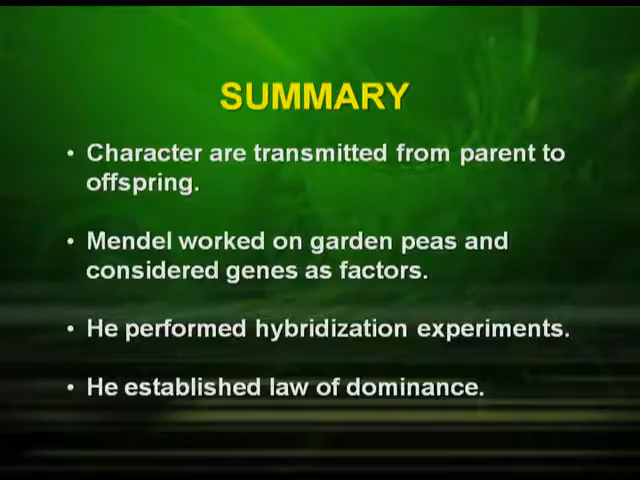 SUMMARY
• Character are transmitted from parent to
offspring.
• Mendel worked on garden peas and
considered genes as factors.
• He performed hybridization experiments.
• He established law of dominance.